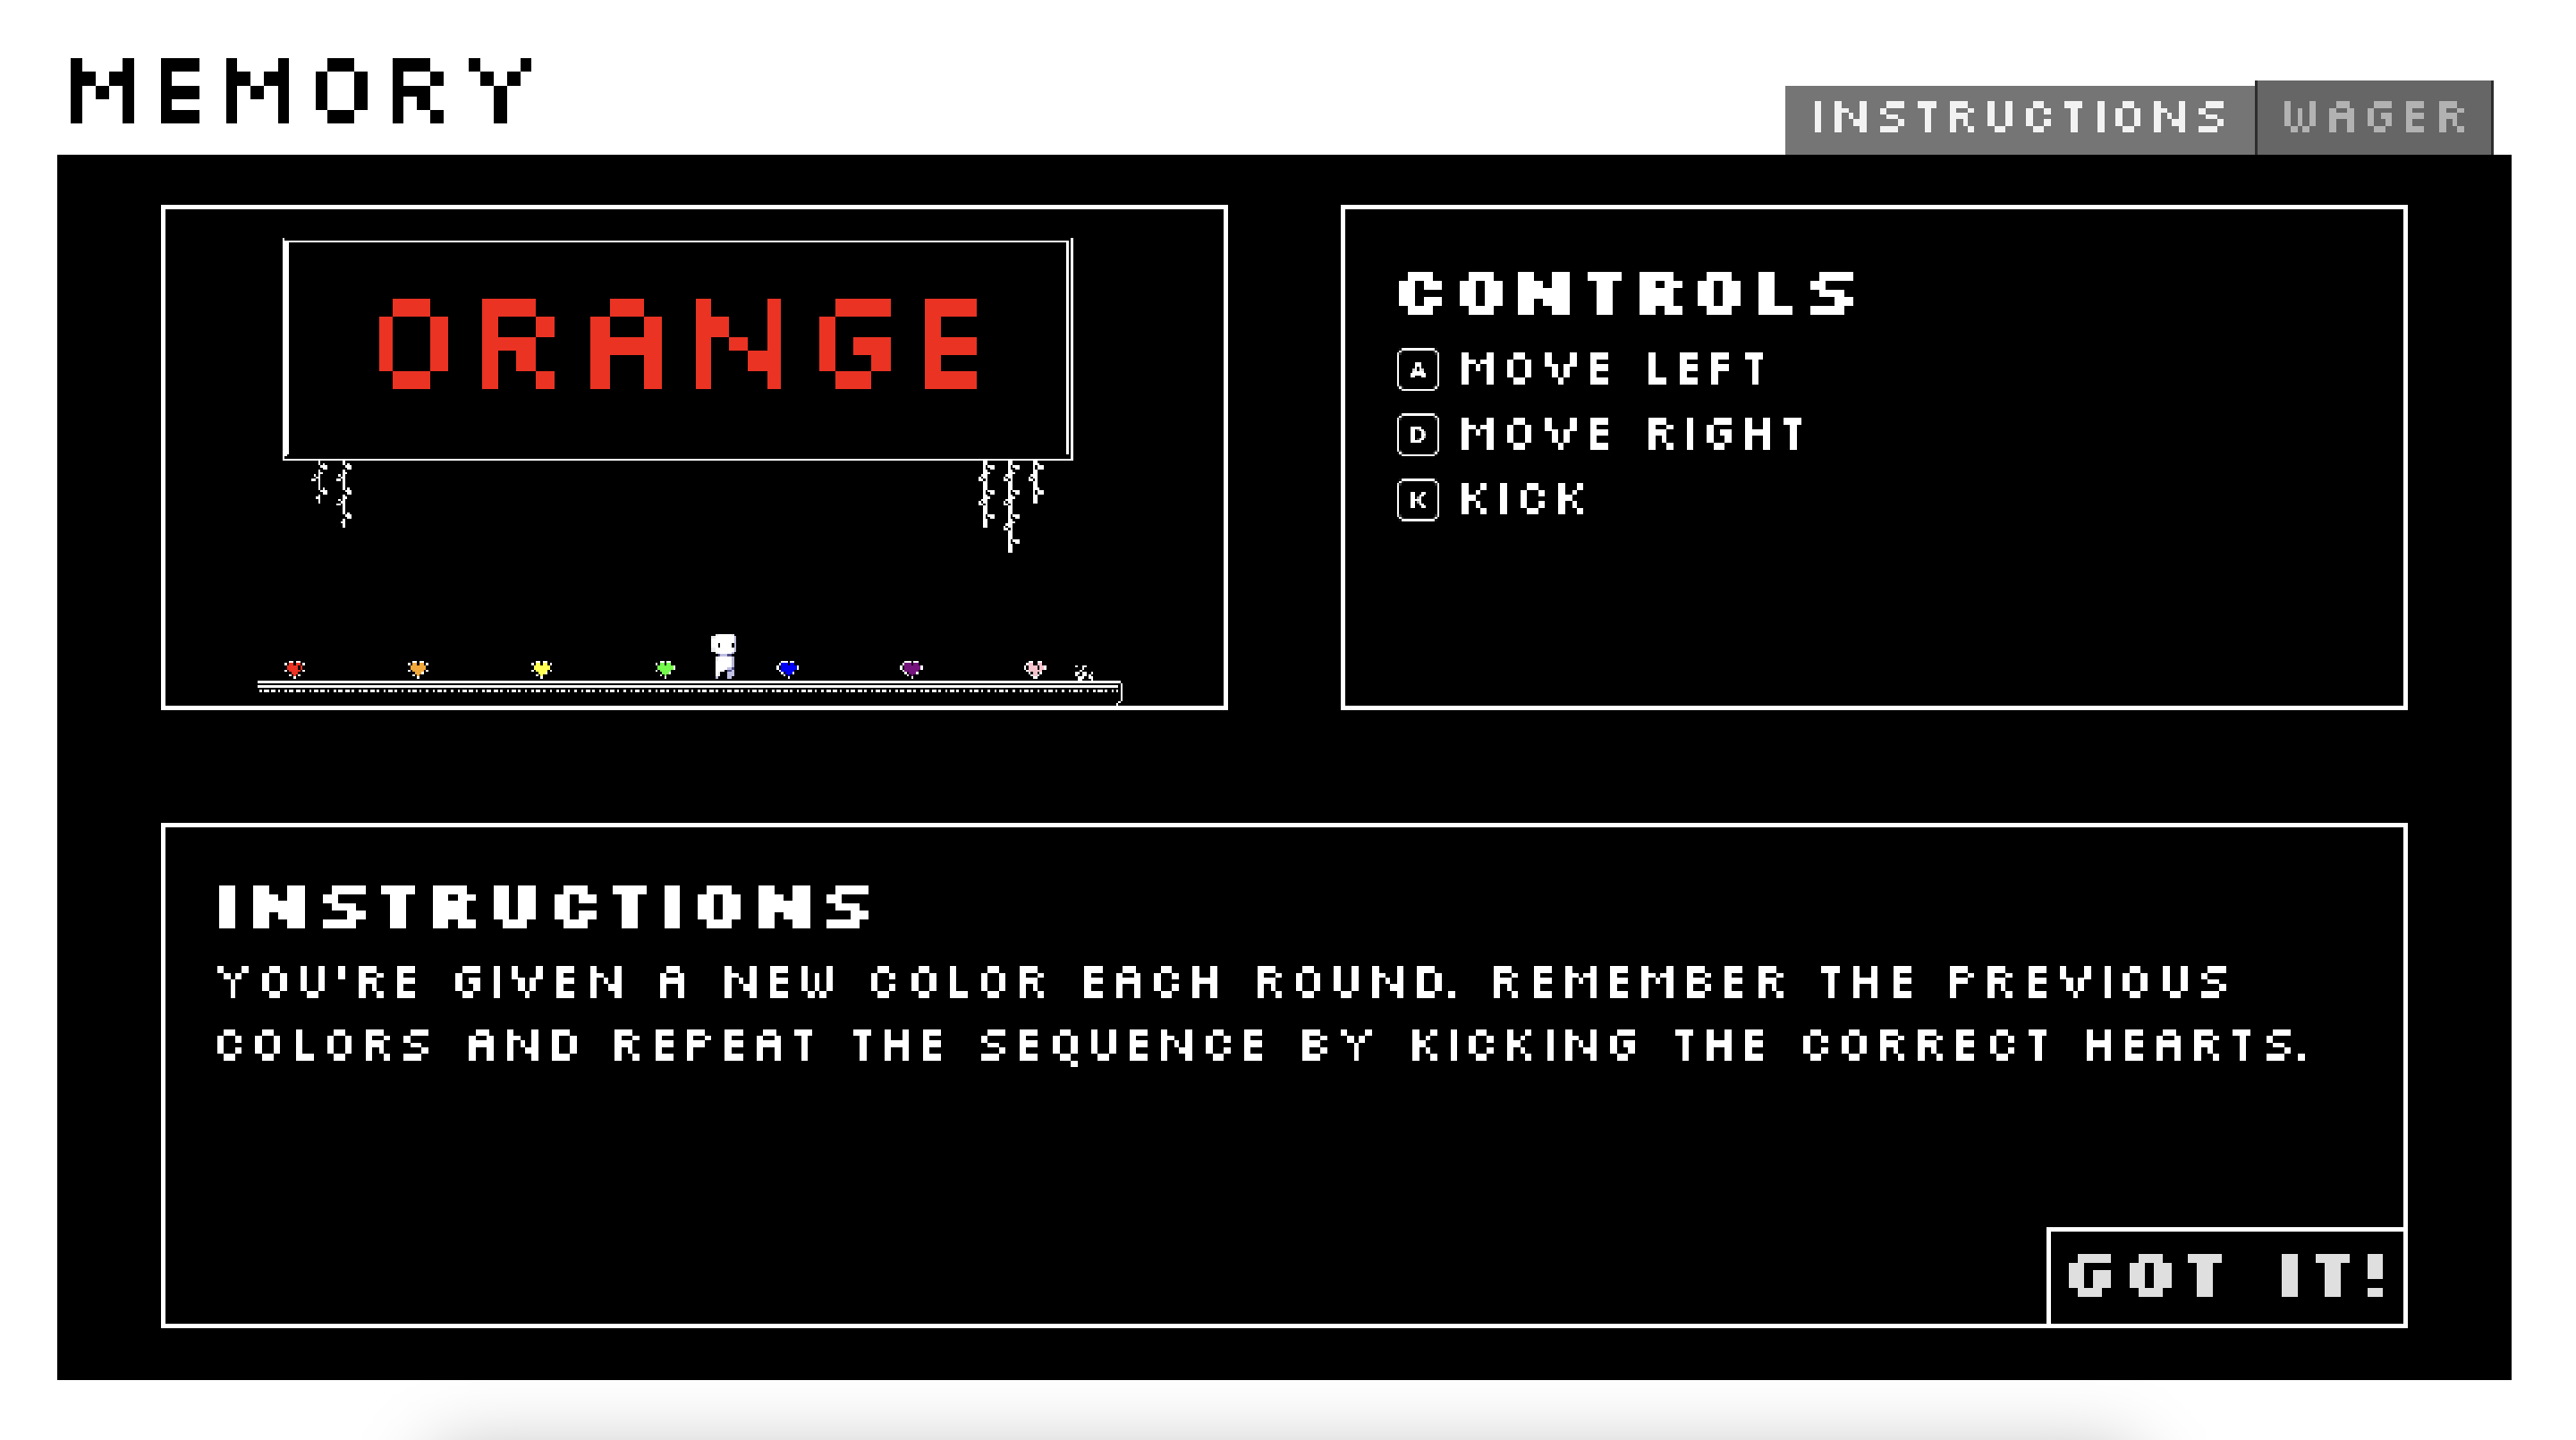 MEMORY
INSTRUCTIONS
WAGER
ORANGE
CONTROLS
A MOVE LEFT
D MOVE RIGHT
K KICK
INSTRUCTIONS
YOU'RE GIVEN A NEW COLOR EACH ROUND. REMEMBER THE PREVIOUS
COLORS AND REPEAT THE SEQUENCE BY KICKING THE CORRECT HEARTS.
GOT IT!